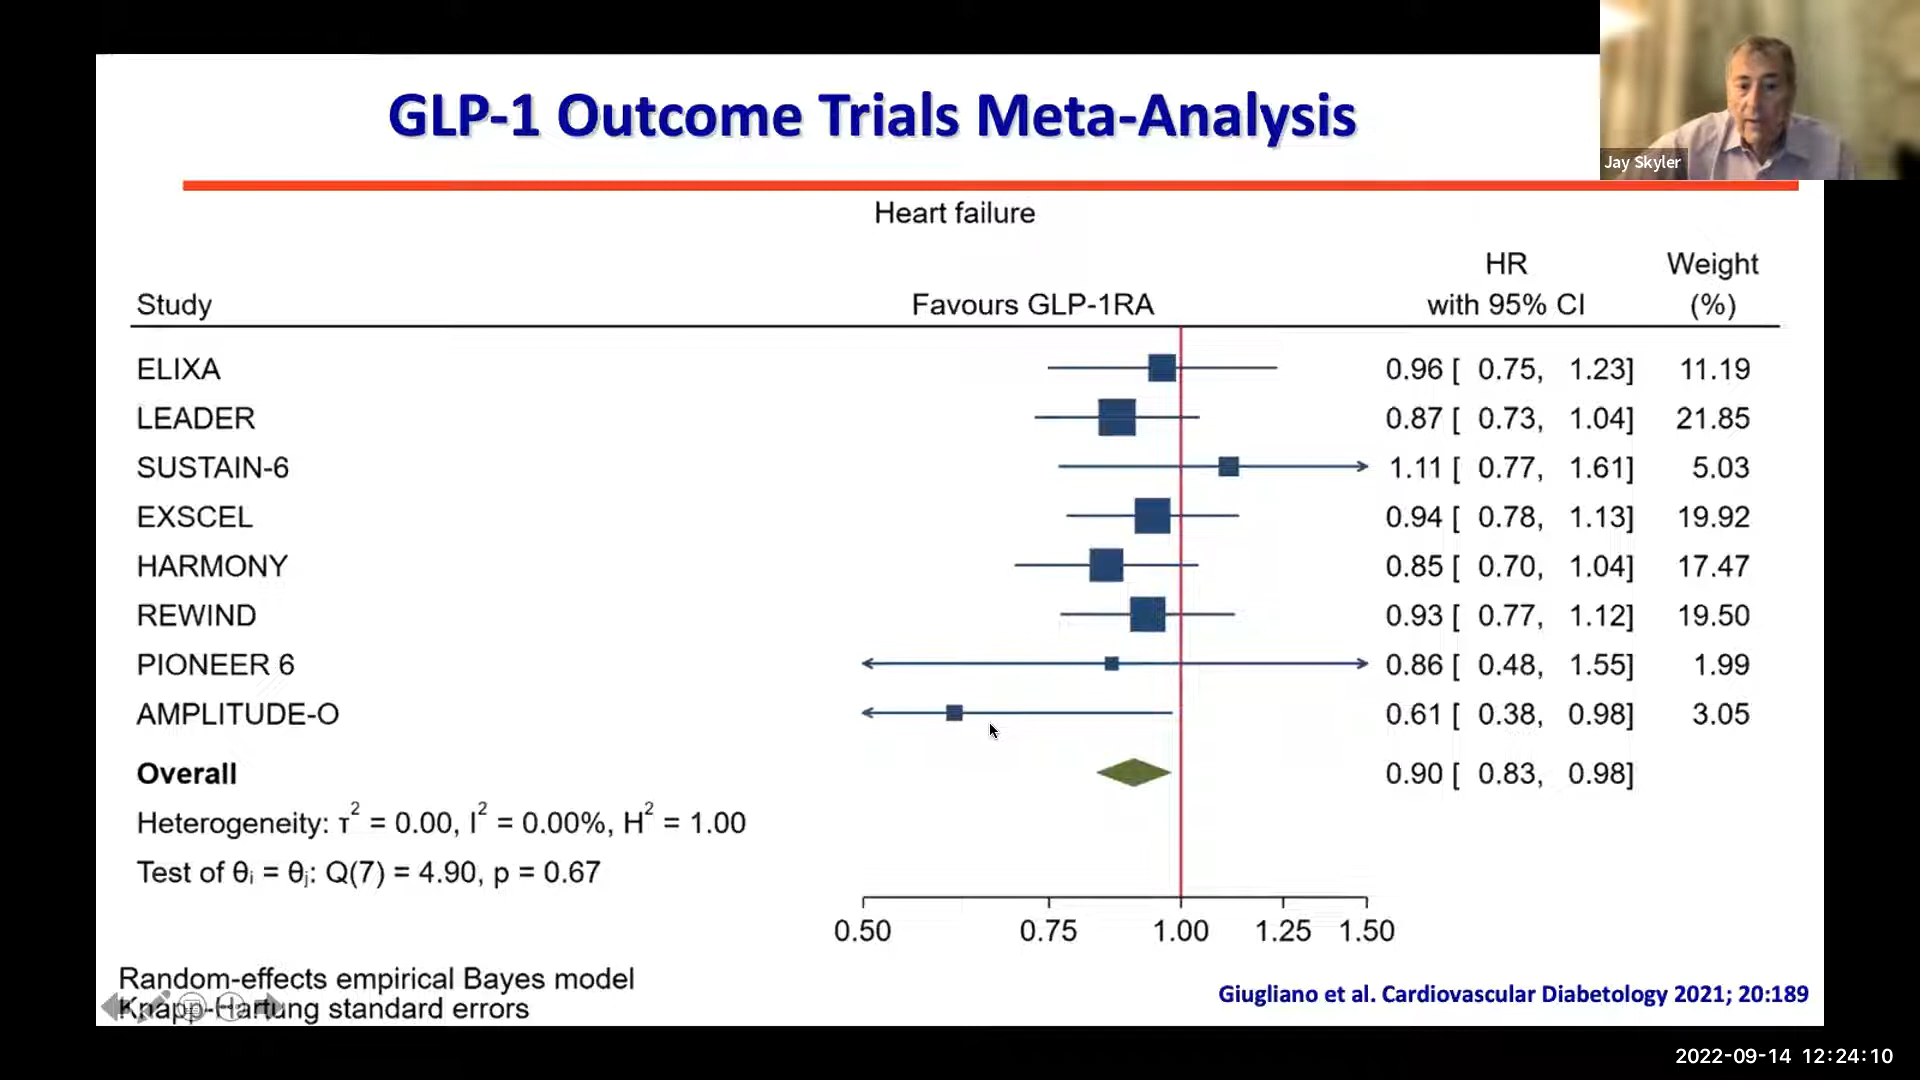 GLP-1 Outcome Trials Meta-Analysis
Jay Skyler
Heart failure
HR Weight
Study Favours GLP-1RA with 95% CI (%)
ELIXA 0.96 [ 0.75, 1.23] 11.19
LEADER 0.87 [ 0.73, 1.04] 21.85
SUSTAIN-6 1.11 [ 0.77, 1.61] 5.03
EXSCEL 0.94 [ 0.78, 1.13] 19.92
HARMONY 0.85 [ 0.70, 1.04] 17.47
REWIND 0.93 [ 0.77, 1.12] 19.50
PIONEER 6 0.86 [ 0.48, 1.55] 1.99
AMPLITUDE-O 0.61 [ 0.38, 0.98] 3.05
Overall 0.90 [ 0.83, 0.98]
Heterogeneity: τ² = 0.00, I² = 0.00%, H² = 1.00
Test of θᵢ = θⱼ: Q(7) = 4.90, p = 0.67
0.50 0.75 1.00 1.25 1.50
Random-effects empirical Bayes model
Knapp-Hartung standard errors
Giugliano et al. Cardiovascular Diabetology 2021; 20:189
2022-09-14 12:24:10